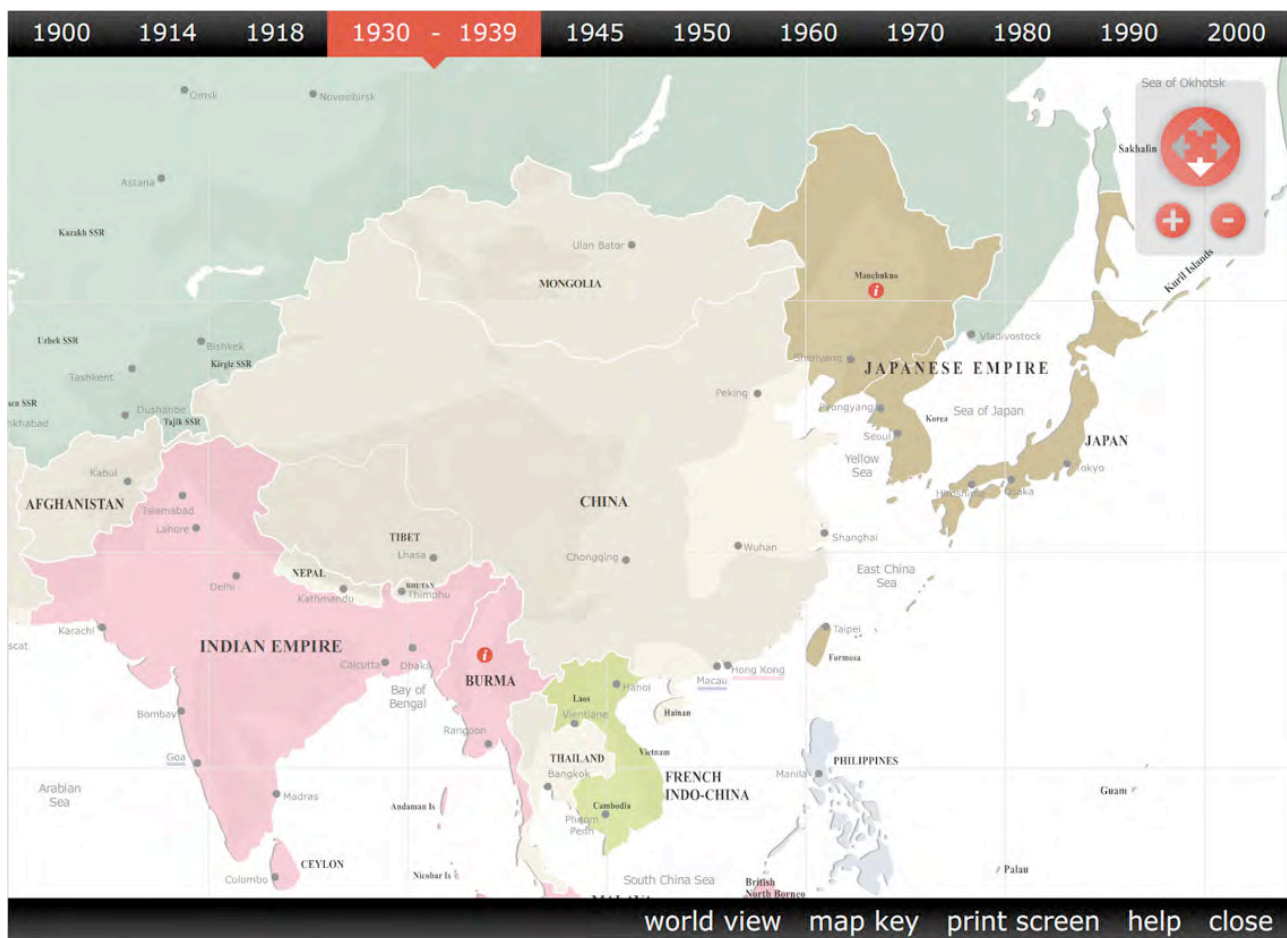 1900 1914 1918 1930 - 1939 1945 1950 1960 1970 1980 1990 2000
Sea of Okhotsk
Omsk
Novosibirsk
Sakhalin
Astana
Kazakh SSR
Ulan Bator
Manchukuo
i
MONGOLIA
Kuril Islands
Uzbek SSR
Bishkek
Vladivostock
Kirgiz SSR
Shenyang
JAPANESE EMPIRE
Tashkent
Peking
SSR
Dushanbe
Pyongyang
Sea of Japan
Tajik SSR
Korea
Seoul
JAPAN
Yellow
Sea
Tokyo
Kabul
Hiroshima
Osaka
AFGHANISTAN
Islamabad
CHINA
Lahore
Shanghai
TIBET
Wuhan
Lhasa
Chongqing
NEPAL
East China
Sea
Delhi
BHUTAN
Kathmandu
Thimphu
Karachi
Taipei
INDIAN EMPIRE
i
Formosa
Calcutta
Dhaka
BURMA
Macau
Hong Kong
Bay of
Bengal
Hanoi
Laos
Bombay
Hainan
Vientiane
Rangoon
Vietnam
Goa
THAILAND
PHILIPPINES
Bangkok
FRENCH
INDO-CHINA
Manila
Arabian
Sea
Madras
Andaman Is
Cambodia
Guam
Phnom
Penh
CEYLON
Colombo
Nicobar Is
South China Sea
Palau
British
North Borneo
world view map key print screen help close